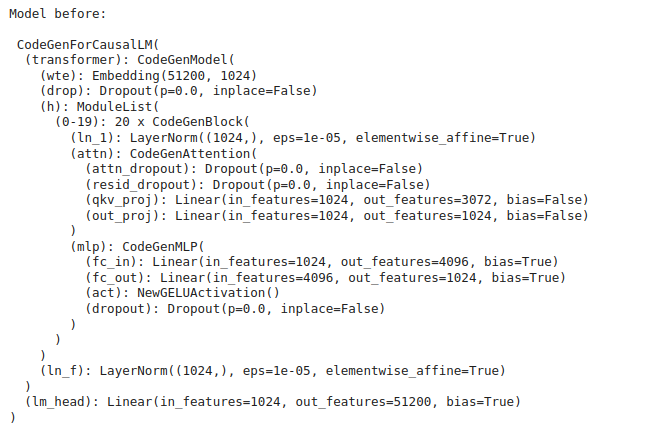 Model before:

 CodeGenForCausalLM(
  (transformer): CodeGenModel(
    (wte): Embedding(51200, 1024)
    (drop): Dropout(p=0.0, inplace=False)
    (h): ModuleList(
      (0-19): 20 x CodeGenBlock(
        (ln_1): LayerNorm((1024,), eps=1e-05, elementwise_affine=True)
        (attn): CodeGenAttention(
          (attn_dropout): Dropout(p=0.0, inplace=False)
          (resid_dropout): Dropout(p=0.0, inplace=False)
          (qkv_proj): Linear(in_features=1024, out_features=3072, bias=False)
          (out_proj): Linear(in_features=1024, out_features=1024, bias=False)
        )
        (mlp): CodeGenMLP(
          (fc_in): Linear(in_features=1024, out_features=4096, bias=True)
          (fc_out): Linear(in_features=4096, out_features=1024, bias=True)
          (act): NewGELUActivation()
          (dropout): Dropout(p=0.0, inplace=False)
        )
      )
    )
    (ln_f): LayerNorm((1024,), eps=1e-05, elementwise_affine=True)
  )
  (lm_head): Linear(in_features=1024, out_features=51200, bias=True)
)